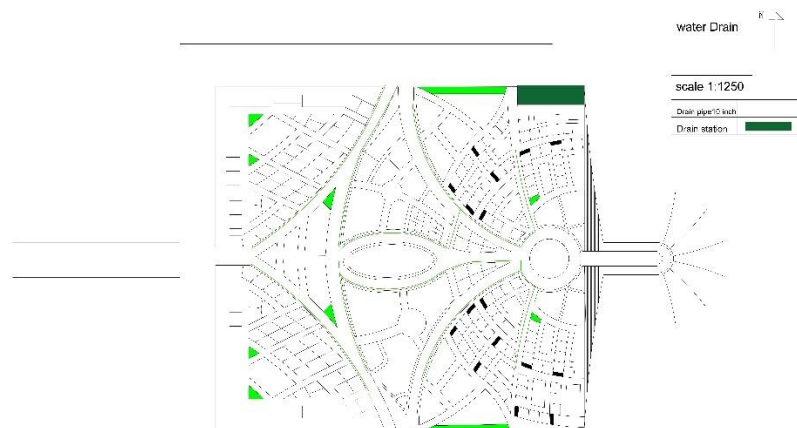 N
water Drain
scale 1:1250
Drain pipe10 inch
Drain station